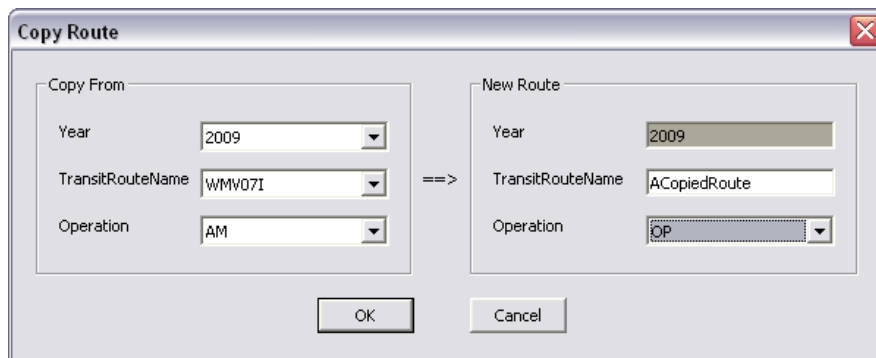 Copy Route
Copy From
Year
2009
TransitRouteName
WMV07I
Operation
AM
==>
New Route
Year
2009
TransitRouteName
ACopiedRoute
Operation
OP
OK
Cancel